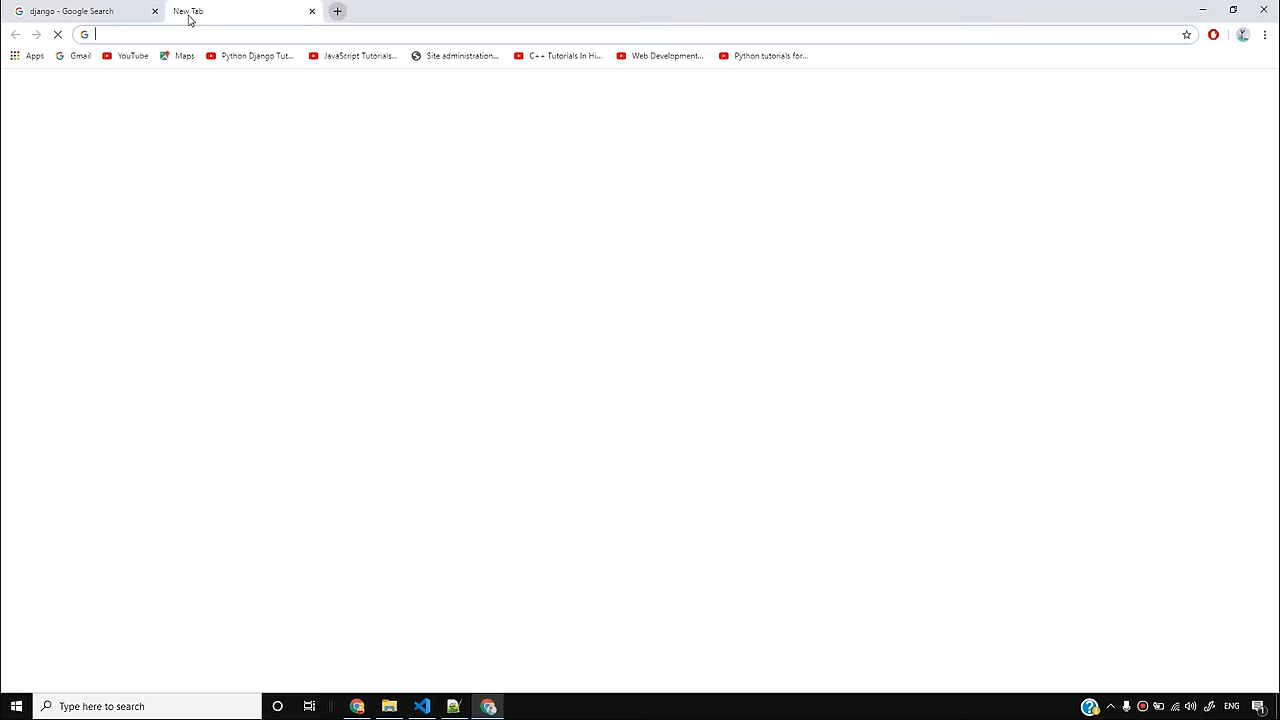 django - Google Search
New Tab
Apps
Gmail
YouTube
Maps
Python Django Tut...
JavaScript Tutorials...
Site administration...
C++ Tutorials In Hi...
Web Development...
Python tutorials for...
Type here to search
ENG